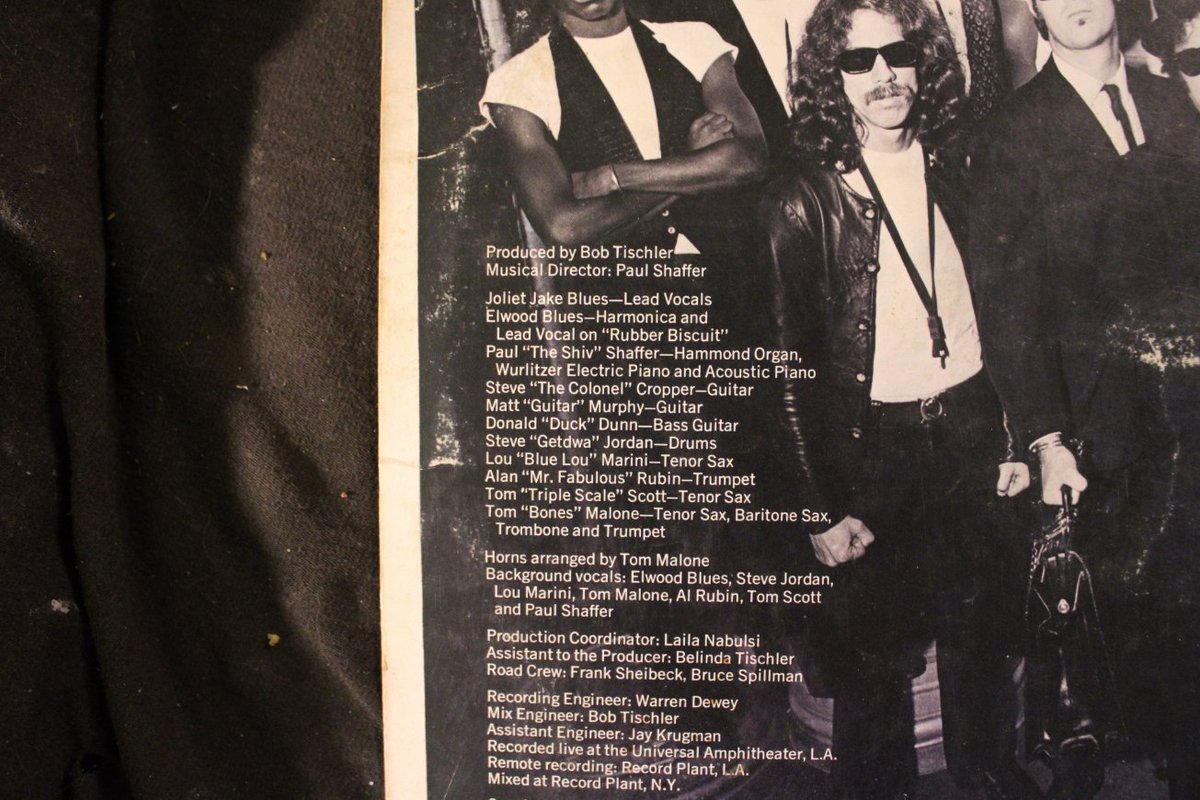 Produced by Bob Tischler
Musical Director: Paul Shaffer
Joliet Jake Blues—Lead Vocals
Elwood Blues—Harmonica and
Lead Vocal on “Rubber Biscuit”
Paul “The Shiv” Shaffer—Hammond Organ,
Wurlitzer Electric Piano and Acoustic Piano
Steve “The Colonel” Cropper—Guitar
Matt “Guitar” Murphy—Guitar
Donald “Duck” Dunn—Bass Guitar
Steve “Getdwa” Jordan—Drums
Lou “Blue Lou” Marini—Tenor Sax
Alan “Mr. Fabulous” Rubin—Trumpet
Tom “Triple Scale” Scott—Tenor Sax
Tom “Bones” Malone—Tenor Sax, Baritone Sax,
Trombone and Trumpet
Horns arranged by Tom Malone
Background vocals: Elwood Blues, Steve Jordan,
Lou Marini, Tom Malone, Al Rubin, Tom Scott
and Paul Shaffer
Production Coordinator: Laila Nabulsi
Assistant to the Producer: Belinda Tischler
Road Crew: Frank Sheibeck, Bruce Spillman
Recording Engineer: Warren Dewey
Mix Engineer: Bob Tischler
Assistant Engineer: Jay Krugman
Recorded live at the Universal Amphitheater, L.A.
Remote recording: Record Plant, L.A.
Mixed at Record Plant, N.Y.